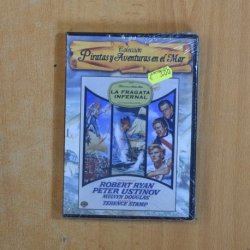 Colección
Piratas y Aventuras en el Mar
LA FRAGATA
INFERNAL
ROBERT RYAN
PETER USTINOV
MELVYN DOUGLAS
TERENCE STAMP